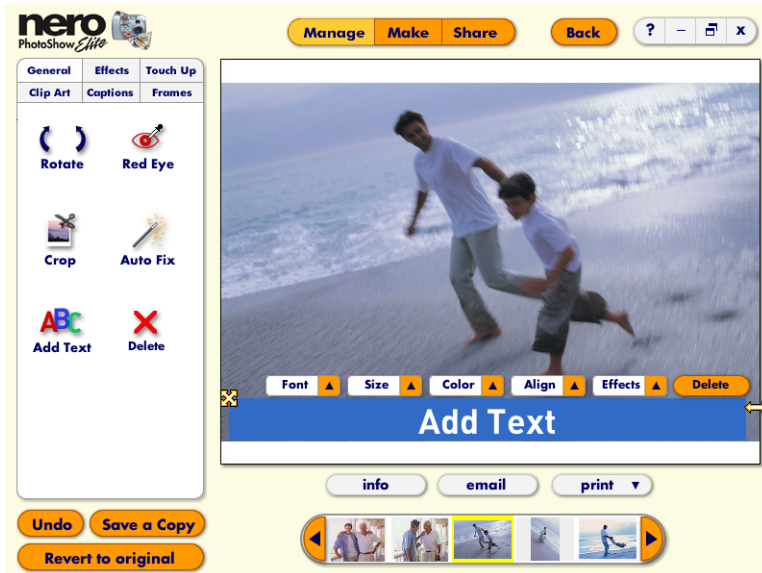 nero
PhotoShow Elite
Manage Make Share Back ? – x
General Effects Touch Up
Clip Art Captions Frames
Rotate Red Eye
Crop Auto Fix
ABC
Add Text Delete
Font Size Color Align Effects Delete
Add Text
info email print
Undo Save a Copy
Revert to original